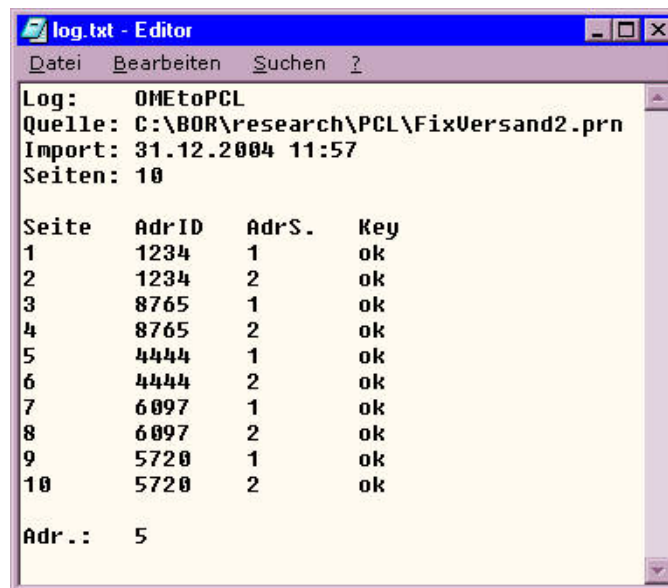 log.txt - Editor
Datei Bearbeiten Suchen ?
Log: OMEtoPCL
Quelle: C:\BOR\research\PCL\FixVersand2.prn
Import: 31.12.2004 11:57
Seiten: 10
Seite AdrID AdrS. Key
1 1234 1 ok
2 1234 2 ok
3 8765 1 ok
4 8765 2 ok
5 4444 1 ok
6 4444 2 ok
7 6097 1 ok
8 6097 2 ok
9 5720 1 ok
10 5720 2 ok
Adr.: 5